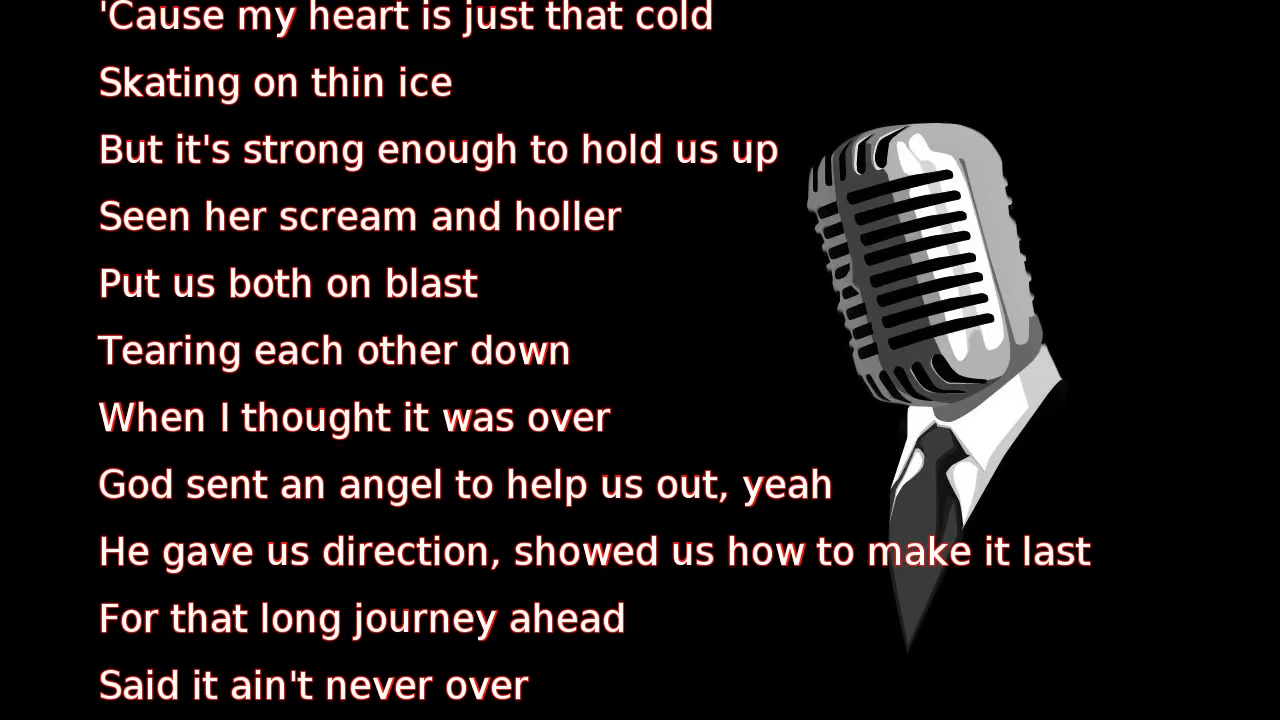 'Cause my heart is just that cold
Skating on thin ice
But it's strong enough to hold us up
Seen her scream and holler
Put us both on blast
Tearing each other down
When I thought it was over
God sent an angel to help us out, yeah
He gave us direction, showed us how to make it last
For that long journey ahead
Said it ain't never over